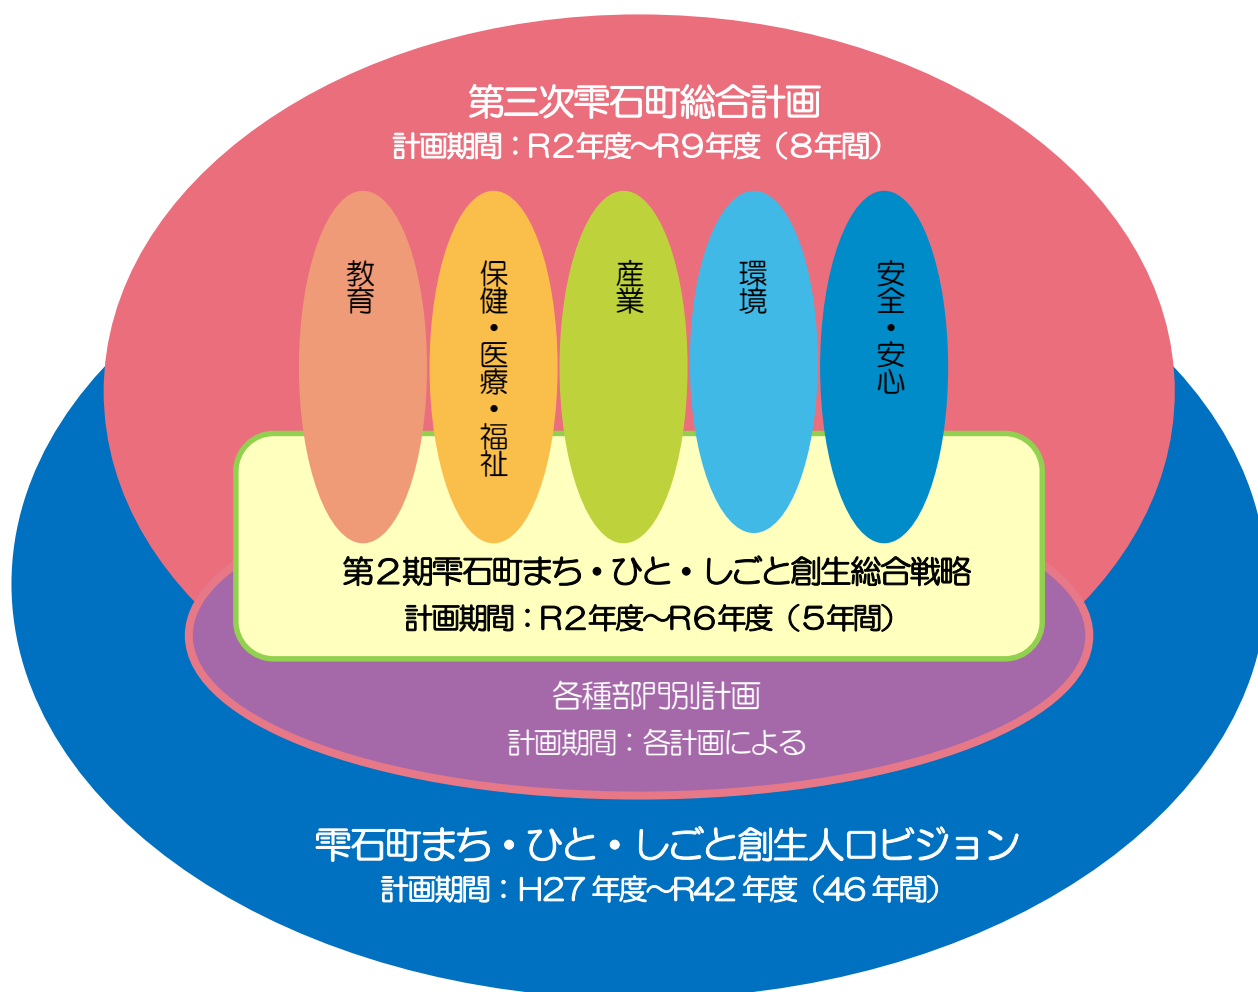 第三次雫石町総合計画
計画期間：R2年度～R9年度（8年間）
教育
保健・医療・福祉
産業
環境
安全・安心
第2期雫石町まち・ひと・しごと創生総合戦略
計画期間：R2年度～R6年度（5年間）
各種部門別計画
計画期間：各計画による
雫石町まち・ひと・しごと創生人口ビジョン
計画期間：H27年度～R42年度（46年間）